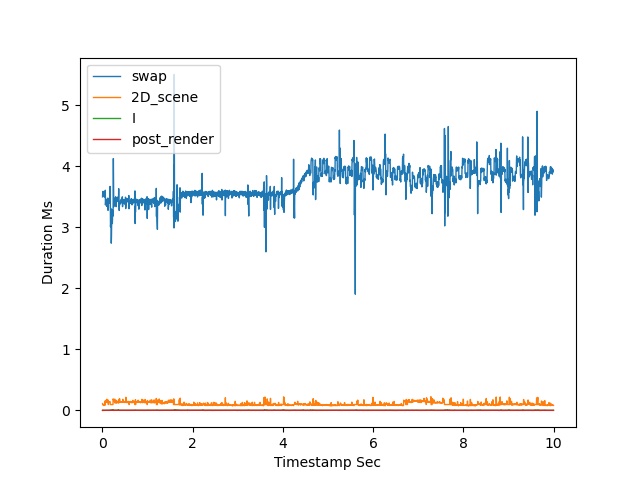 swap
2D_scene
I
post_render
5
4
3
2
1
0
Duration Ms
0 2 4 6 8 10
Timestamp Sec